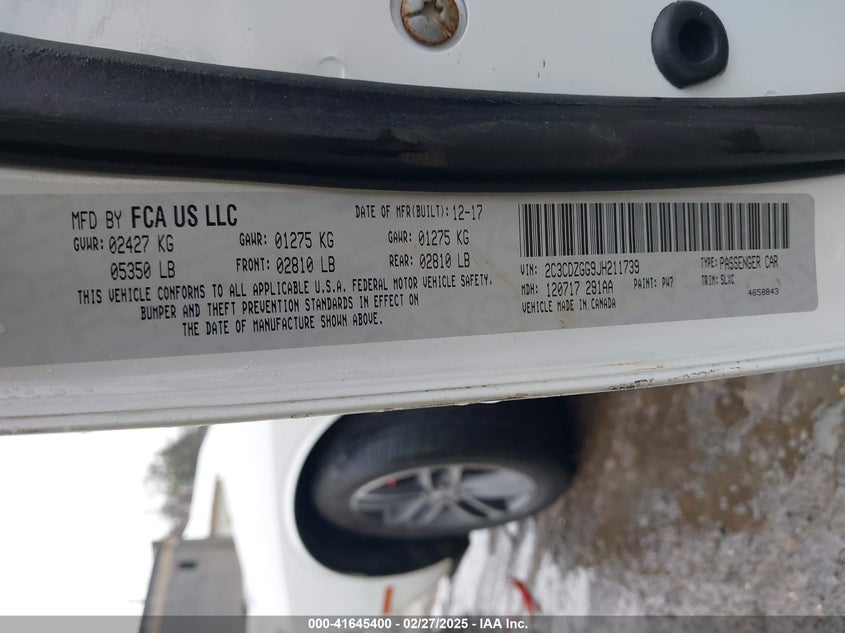 MFD BY FCA US LLC DATE OF MFR(BUILT): 12-17
GVWR: 02427 KG GAWR: 01275 KG GAWR: 01275 KG
05350 LB FRONT: 02810 LB REAR: 02810 LB
THIS VEHICLE CONFORMS TO ALL APPLICABLE U.S.A. FEDERAL MOTOR VEHICLE SAFETY,
BUMPER AND THEFT PREVENTION STANDARDS IN EFFECT ON
THE DATE OF MANUFACTURE SHOWN ABOVE.
VIN: 2C3CDZGG9JH211739 TYPE: PASSENGER CAR
MDH: 120717 291AA PAINT: PW7 TRIM: SLXC
VEHICLE MADE IN CANADA 4658843
000-41645400 - 02/27/2025 - IAA Inc.